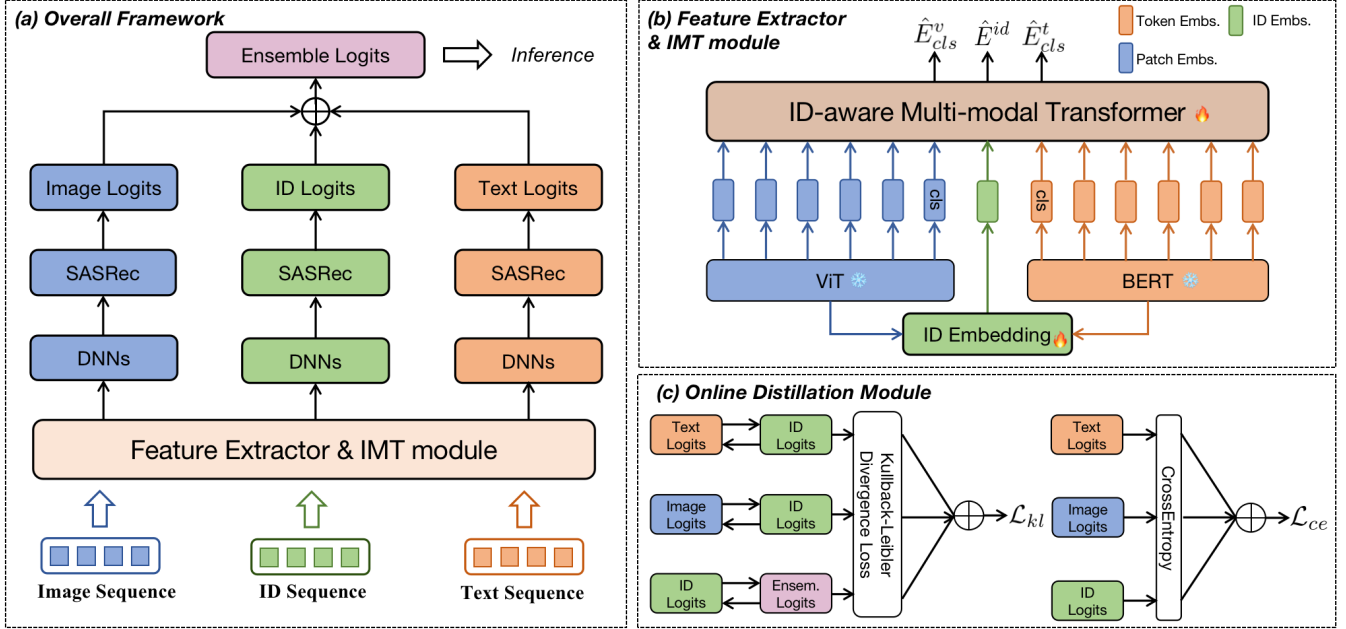 (a) Overall Framework
Ensemble Logits
Inference
Image Logits
ID Logits
Text Logits
SASRec
SASRec
SASRec
DNNs
DNNs
DNNs
Feature Extractor & IMT module
Image Sequence
ID Sequence
Text Sequence
(b) Feature Extractor
& IMT module
Ê^v_cls
Ê^id
Ê^t_cls
Token Embs.
ID Embs.
Patch Embs.
ID-aware Multi-modal Transformer
cls
cls
ViT
BERT
ID Embedding
(c) Online Distillation Module
Text
Logits
ID
Logits
Image
Logits
ID
Logits
ID
Logits
Ensem.
Logits
Kullback-Leibler
Divergence Loss
ℒ_kl
Text
Logits
Image
Logits
ID
Logits
CrossEntropy
ℒ_ce